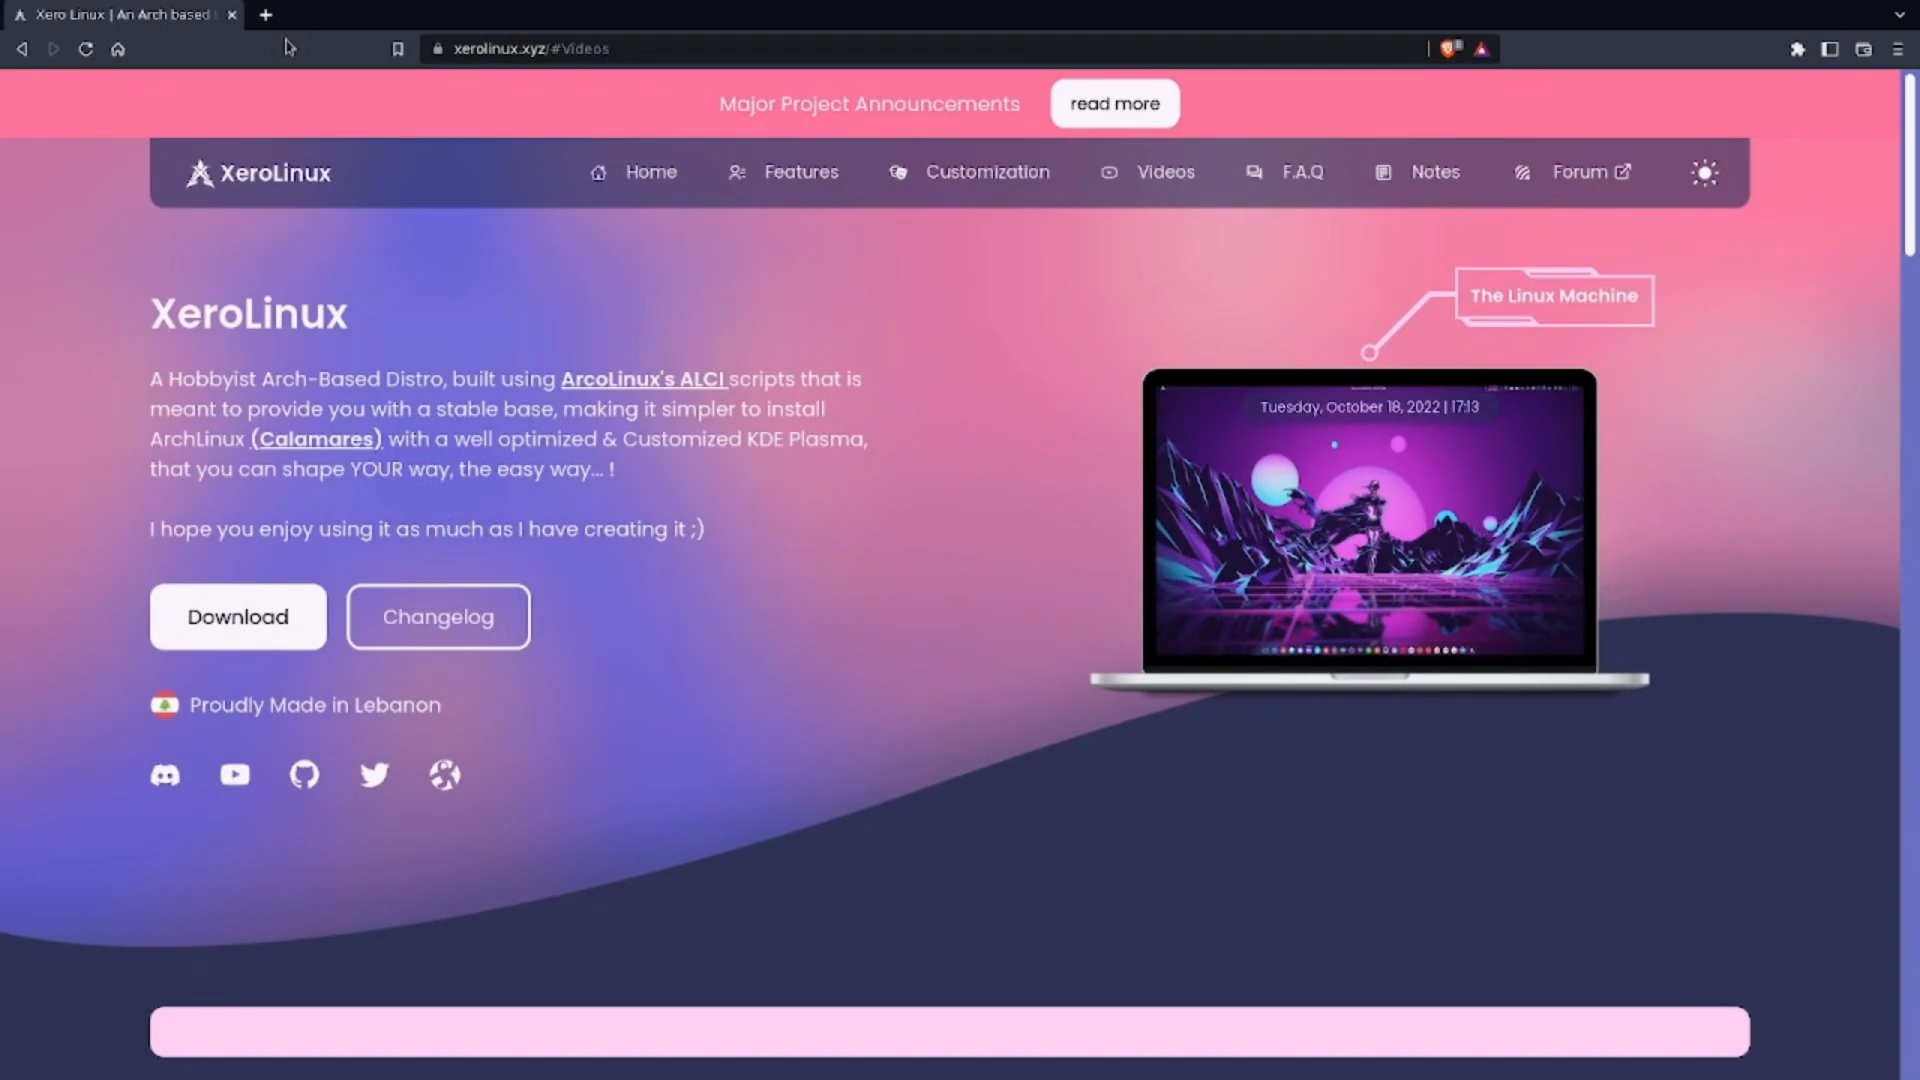 Xero Linux | An Arch based
xerolinux.xyz/#Videos
Major Project Announcements
read more
XeroLinux
Home
Features
Customization
Videos
F.A.Q
Notes
Forum
XeroLinux
A Hobbyist Arch-Based Distro, built using ArcoLinux's ALCI scripts that is
meant to provide you with a stable base, making it simpler to install
ArchLinux (Calamares) with a well optimized & Customized KDE Plasma,
that you can shape YOUR way, the easy way... !
I hope you enjoy using it as much as I have creating it ;)
Download
Changelog
Proudly Made in Lebanon
The Linux Machine
Tuesday, October 18, 2022 | 17:13